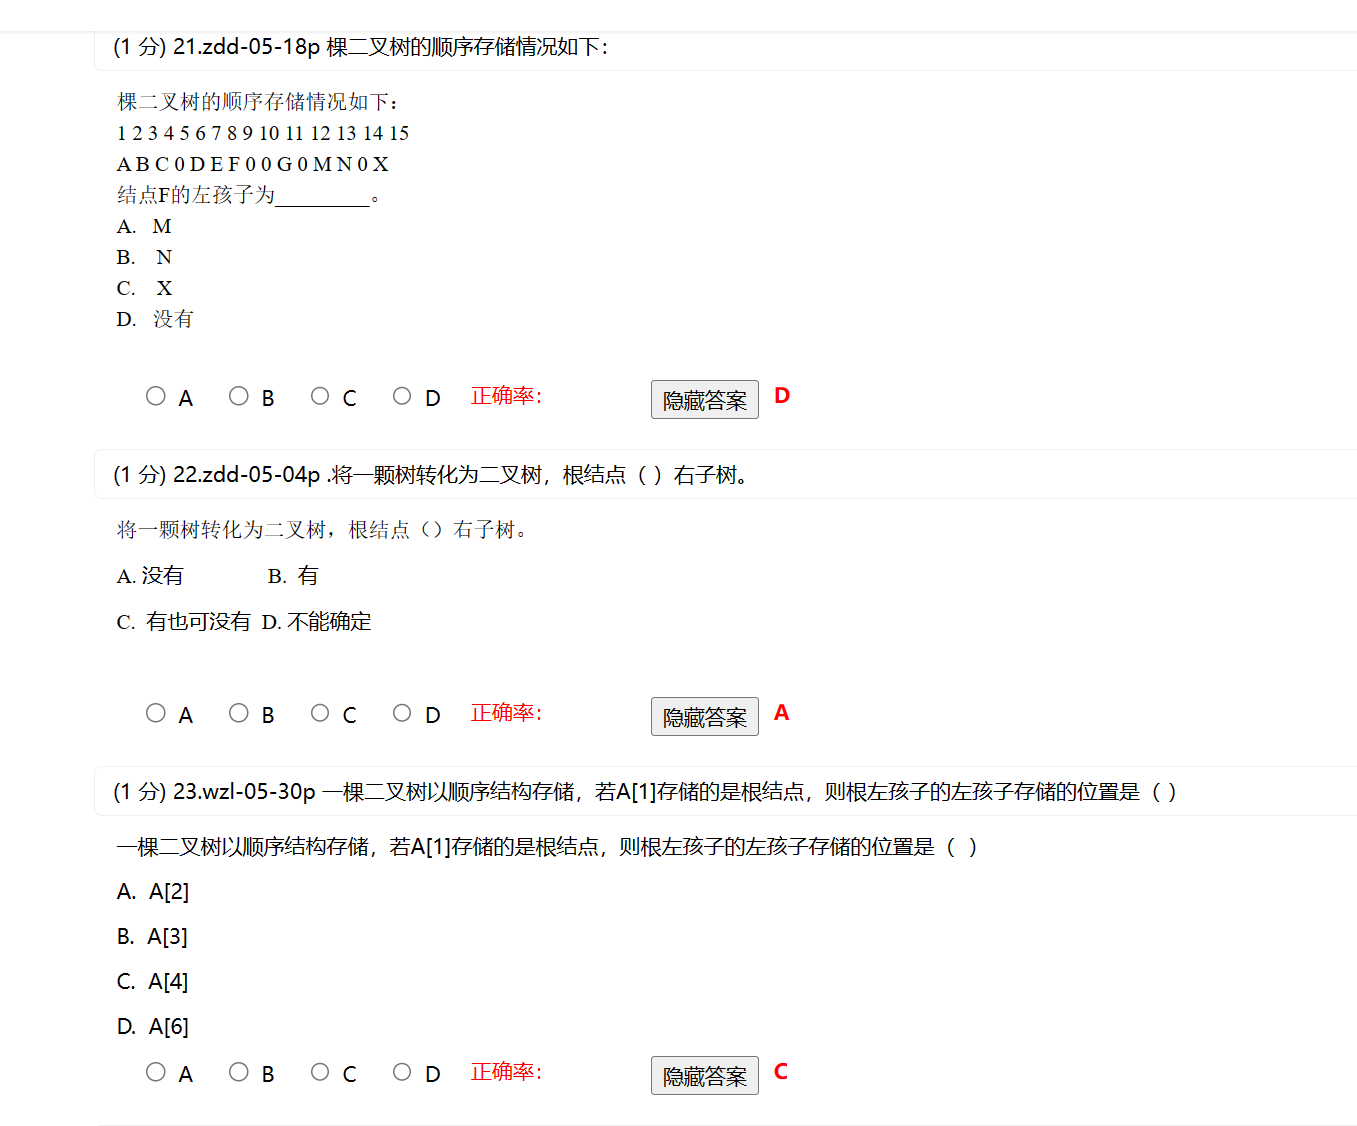 (1 分) 21.zdd-05-18p 棵二叉树的顺序存储情况如下：
棵二叉树的顺序存储情况如下：
1 2 3 4 5 6 7 8 9 10 11 12 13 14 15
A B C 0 D E F 0 0 G 0 M N 0 X
结点F的左孩子为_________。
A. M
B. N
C. X
D. 没有
A B C D 正确率： 隐藏答案 D
(1 分) 22.zdd-05-04p .将一颗树转化为二叉树，根结点（ ）右子树。
将一颗树转化为二叉树，根结点（）右子树。
A. 没有 B. 有
C. 有也可没有 D. 不能确定
A B C D 正确率： 隐藏答案 A
(1 分) 23.wzl-05-30p 一棵二叉树以顺序结构存储，若A[1]存储的是根结点，则根左孩子的左孩子存储的位置是（ ）
一棵二叉树以顺序结构存储，若A[1]存储的是根结点，则根左孩子的左孩子存储的位置是（ ）
A. A[2]
B. A[3]
C. A[4]
D. A[6]
A B C D 正确率： 隐藏答案 C